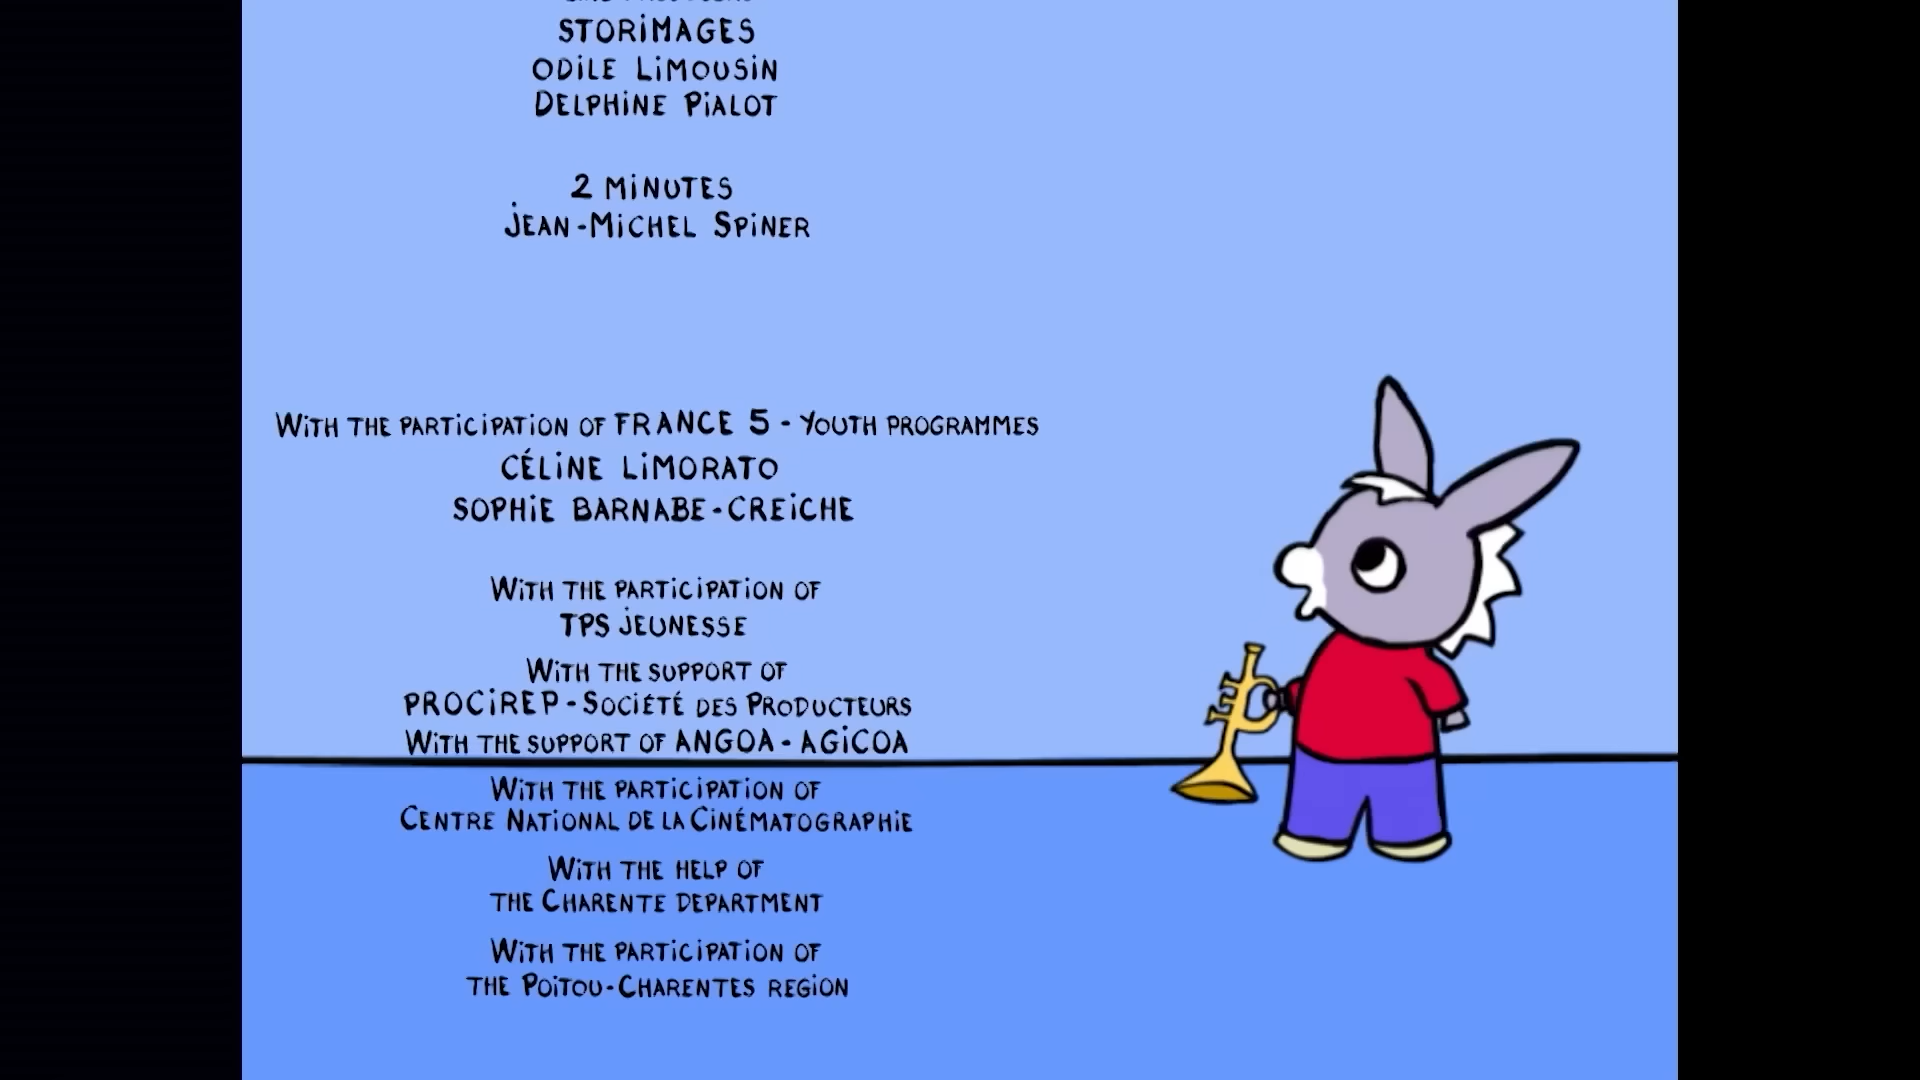 STORiMAGES
ODiLE LiMOUSiN
DELPHiNE PiALOT
2 MiNUTES
JEAN-MiCHEL SPiNER
WiTH THE PARTiCiPATiON OF FRANCE 5 - YOUTH PROGRAMMES
CÉLiNE LiMORATO
SOPHiE BARNABE-CREiCHE
WiTH THE PARTiCiPATiON OF
TPS JEUNESSE
WiTH THE SUPPORT OF
PROCiREP-SOCiÉTÉ DES PRODUCTEURS
WiTH THE SUPPORT OF ANGOA-AGiCOA
WiTH THE PARTiCiPATiON OF
CENTRE NATiONAL DE LA CiNÉMATOGRAPHiE
WiTH THE HELP OF
THE CHARENTE DEPARTMENT
WiTH THE PARTiCiPATiON OF
THE POiTOU-CHARENTES REGiON